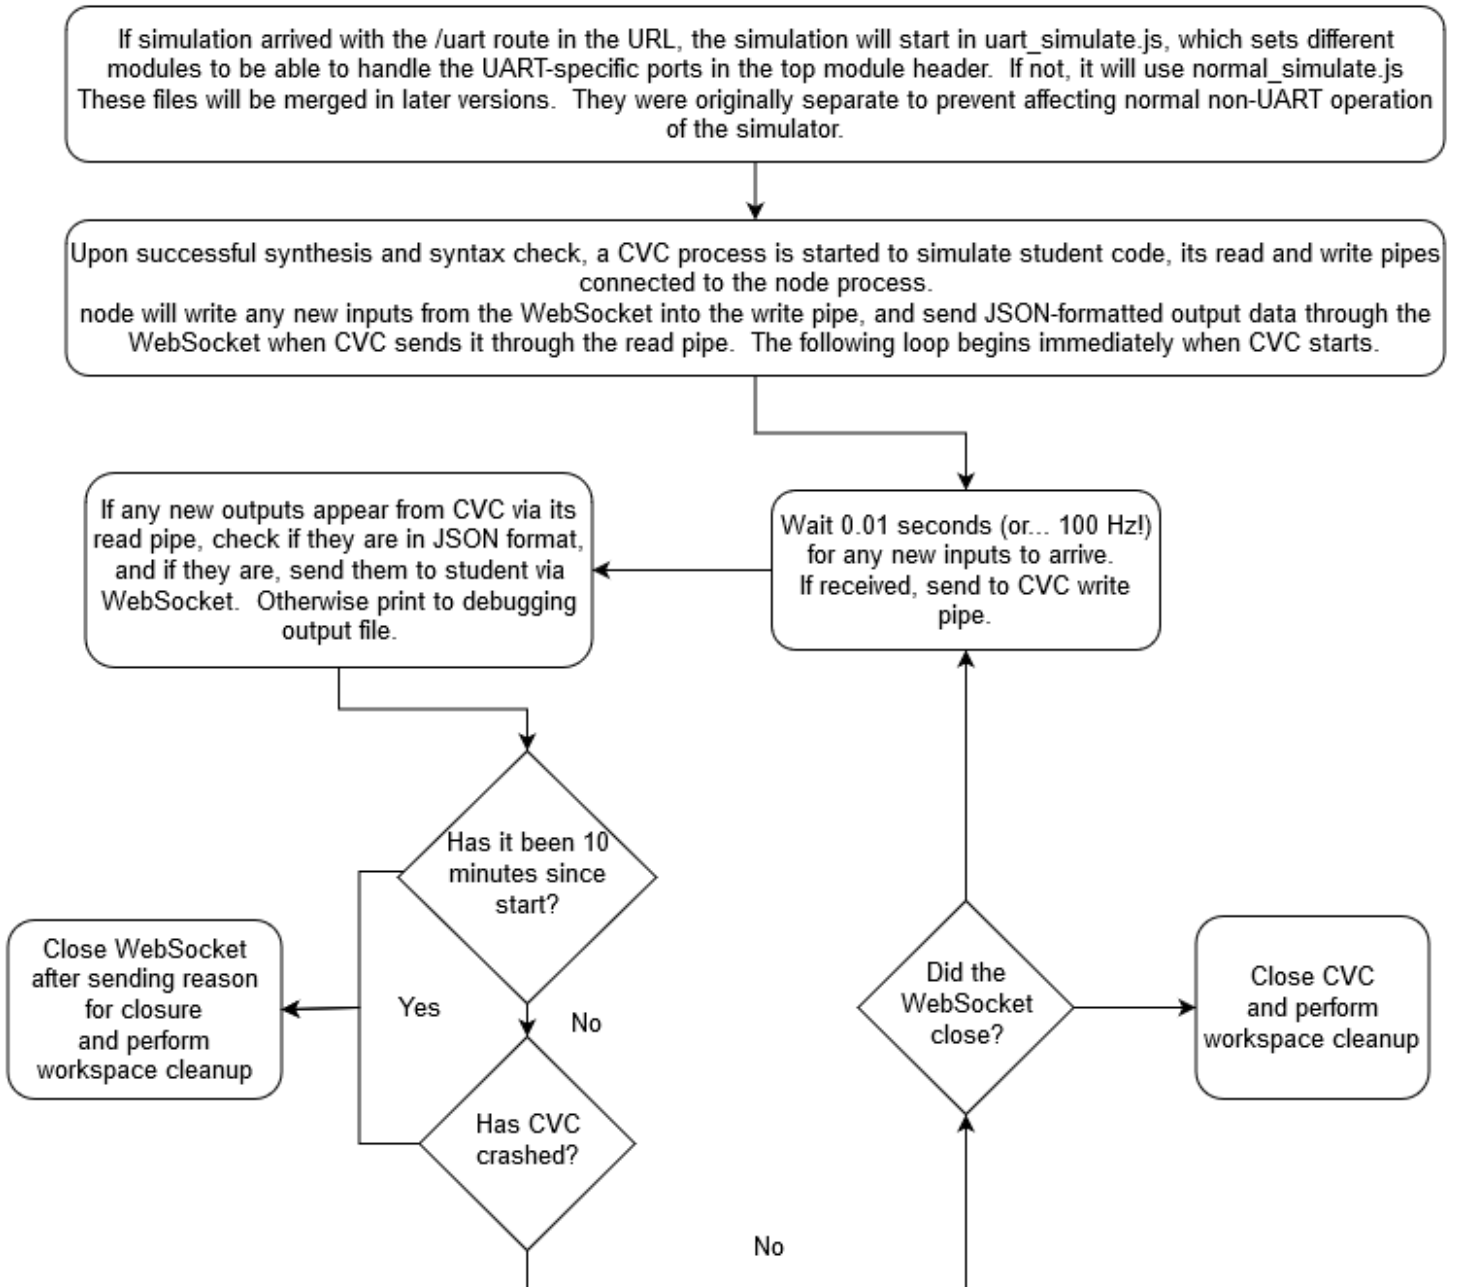 If simulation arrived with the /uart route in the URL, the simulation will start in uart_simulate.js, which sets different
modules to be able to handle the UART-specific ports in the top module header.  If not, it will use normal_simulate.js
These files will be merged in later versions.  They were originally separate to prevent affecting normal non-UART operation
of the simulator.
Upon successful synthesis and syntax check, a CVC process is started to simulate student code, its read and write pipes
connected to the node process.
node will write any new inputs from the WebSocket into the write pipe, and send JSON-formatted output data through the
WebSocket when CVC sends it through the read pipe.  The following loop begins immediately when CVC starts.
If any new outputs appear from CVC via its
read pipe, check if they are in JSON format,
and if they are, send them to student via
WebSocket.  Otherwise print to debugging
output file.
Wait 0.01 seconds (or... 100 Hz!)
for any new inputs to arrive.
If received, send to CVC write
pipe.
Has it been 10
minutes since
start?
Close WebSocket
after sending reason
for closure
and perform
workspace cleanup
Yes
No
Did the
WebSocket
close?
Close CVC
and perform
workspace cleanup
Has CVC
crashed?
No